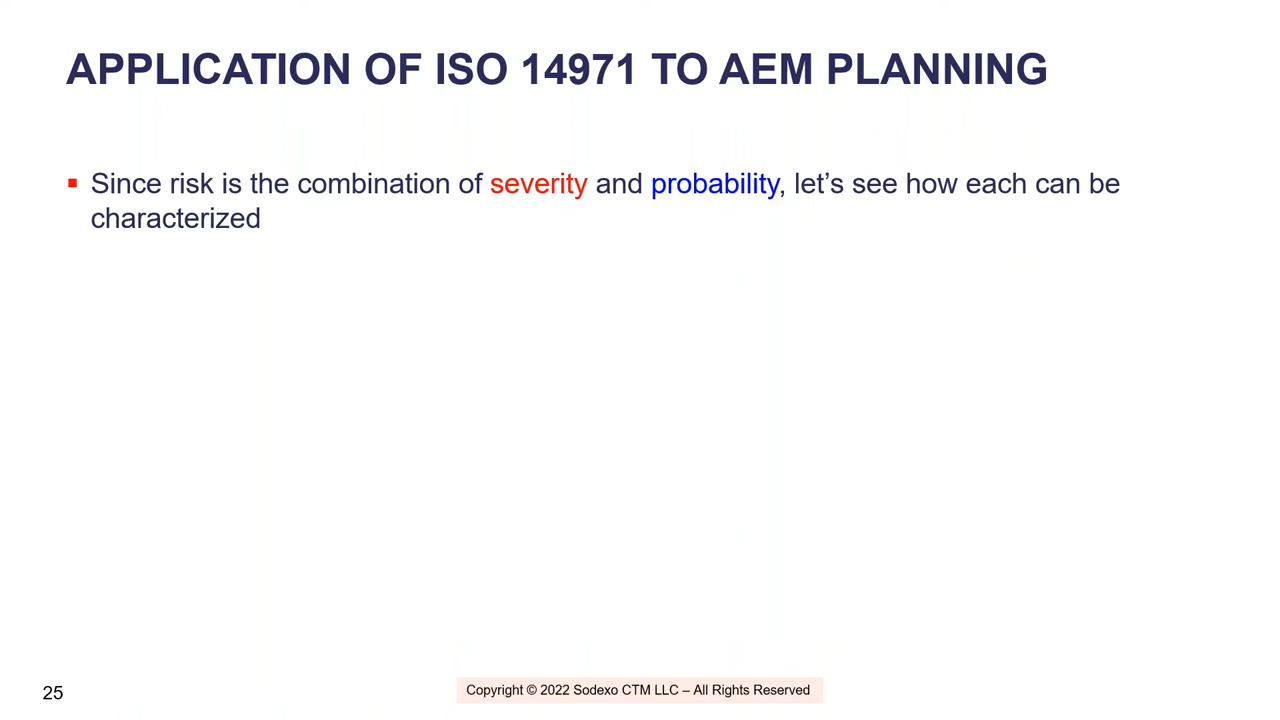 APPLICATION OF ISO 14971 TO AEM PLANNING
▪ Since risk is the combination of severity and probability, let’s see how each can be
characterized
25
Copyright © 2022 Sodexo CTM LLC – All Rights Reserved